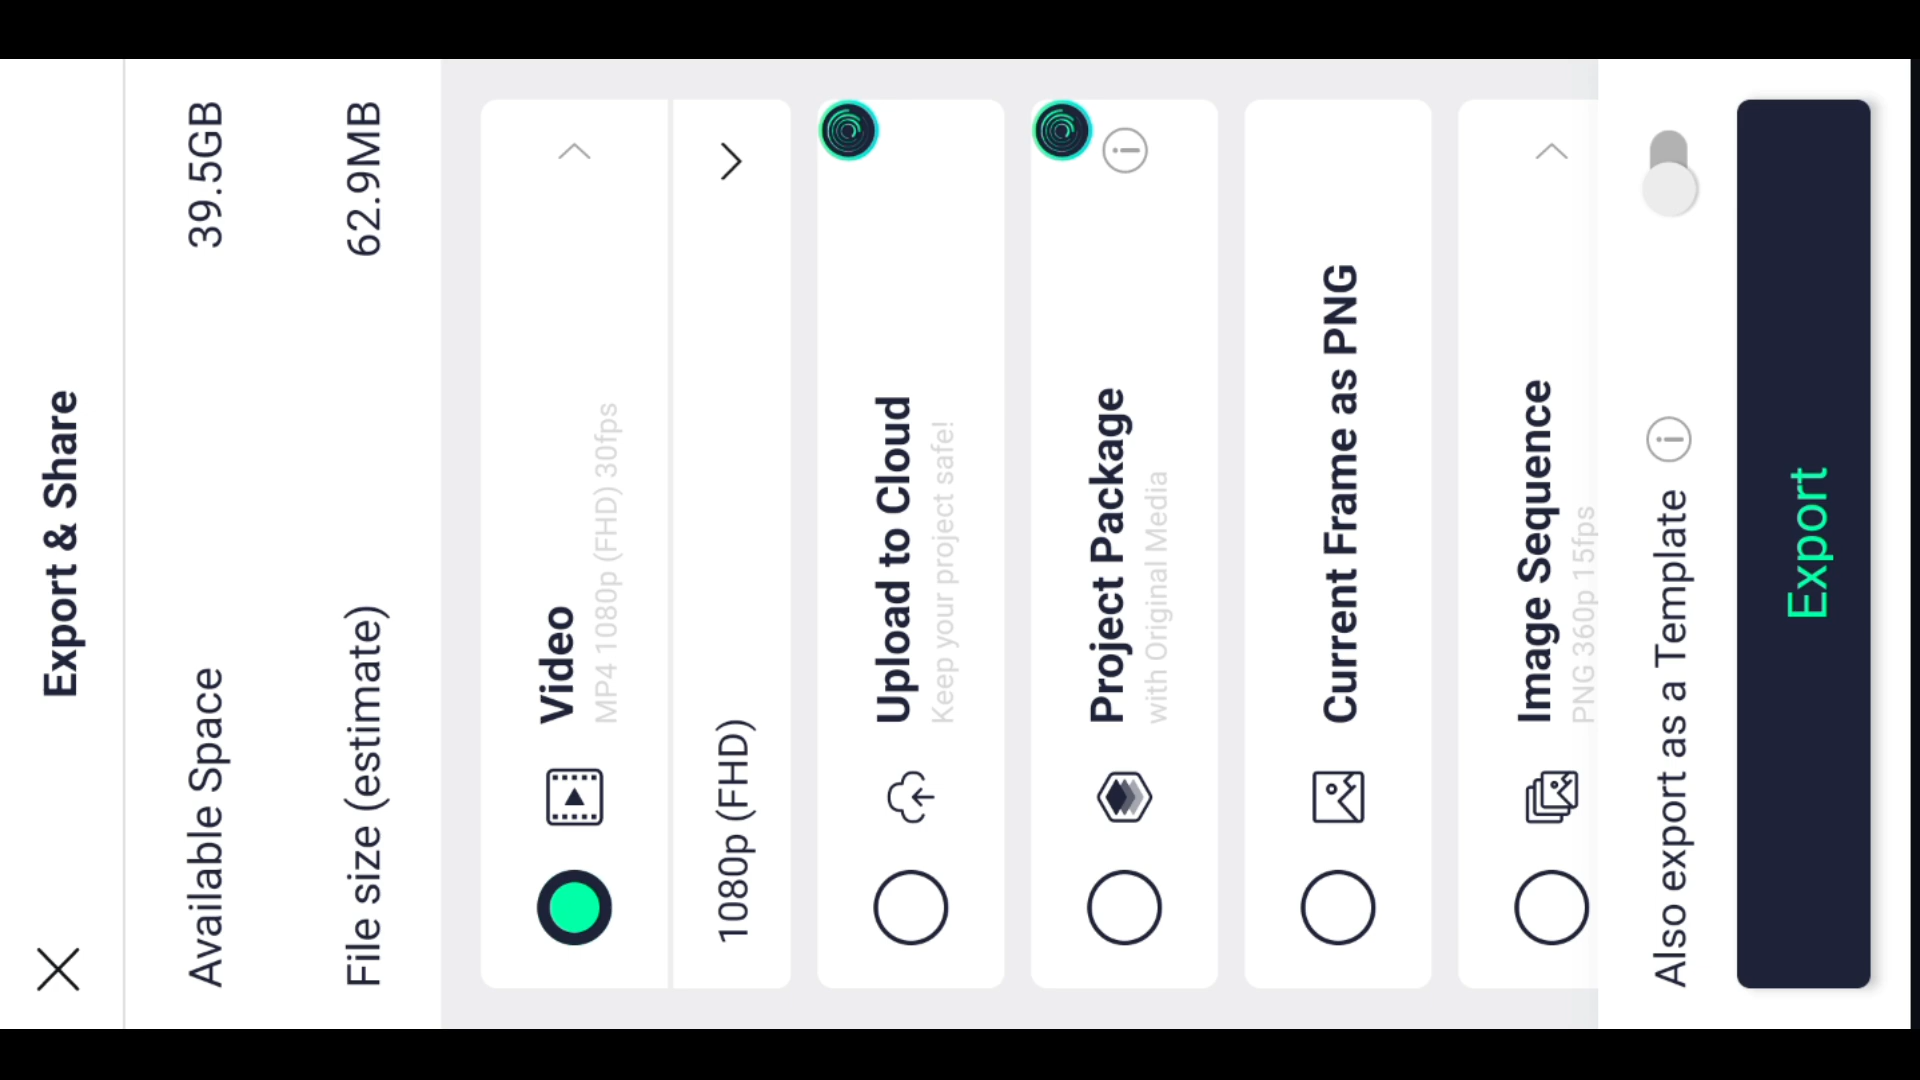 Export & Share
Available Space 39.5GB
File size (estimate) 62.9MB
Video
MP4 1080p (FHD) 30fps
1080p (FHD)
Upload to Cloud
Keep your project safe!
Project Package
with Original Media
Current Frame as PNG
Image Sequence
PNG 360p 15fps
Also export as a Template
Export